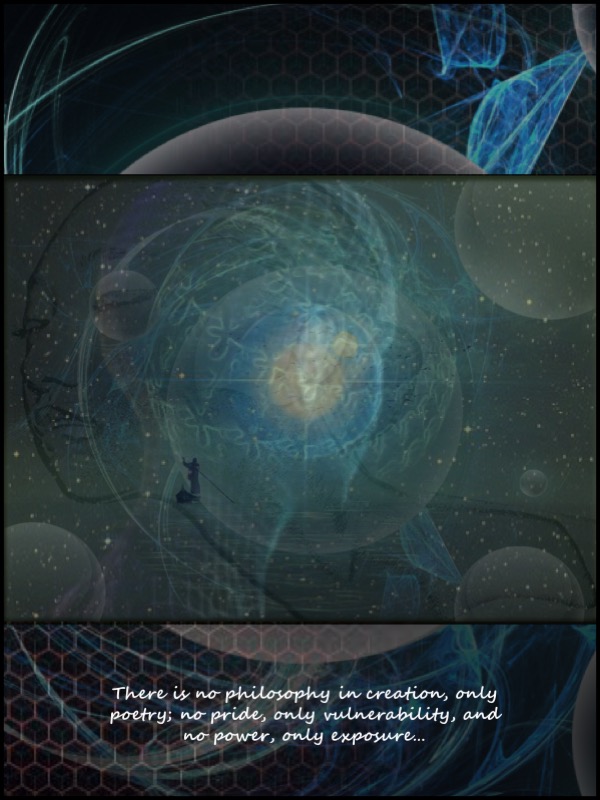 There is no philosophy in creation, only
poetry; no pride, only vulnerability, and
no power, only exposure...